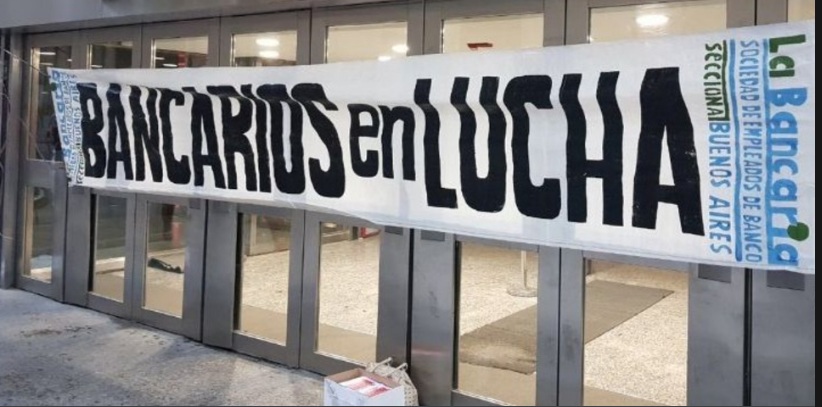 BANCARIOS en LUCHA
La Bancaria
SOCIEDAD DE EMPLEADOS DE BANCO
SECCIONAL BUENOS AIRES